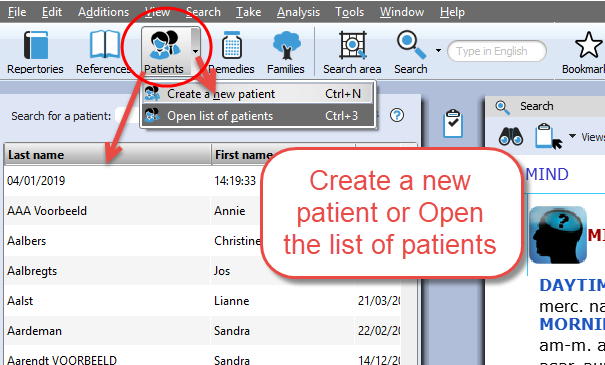 File Edit Additions View Search Take Analysis Tools Window Help
Type in English
Repertories References Patients Remedies Families Search area Search Bookmar
Create a new patient Ctrl+N
Open list of patients Ctrl+3
Search for a patient:
Search
Views
Last name First name
04/01/2019 14:19:33
MIND
AAA Voorbeeld Annie
Aalbers Christine
Aalbregts Jos
Aalst Lianne 21/03/20
Aardeman Sandra 22/02/20
Aarendt VOORBEELD Sandra 14/12/20
Create a new
patient or Open
the list of patients
MI
DAYTIM
merc. na
MORNIN
am-m. a